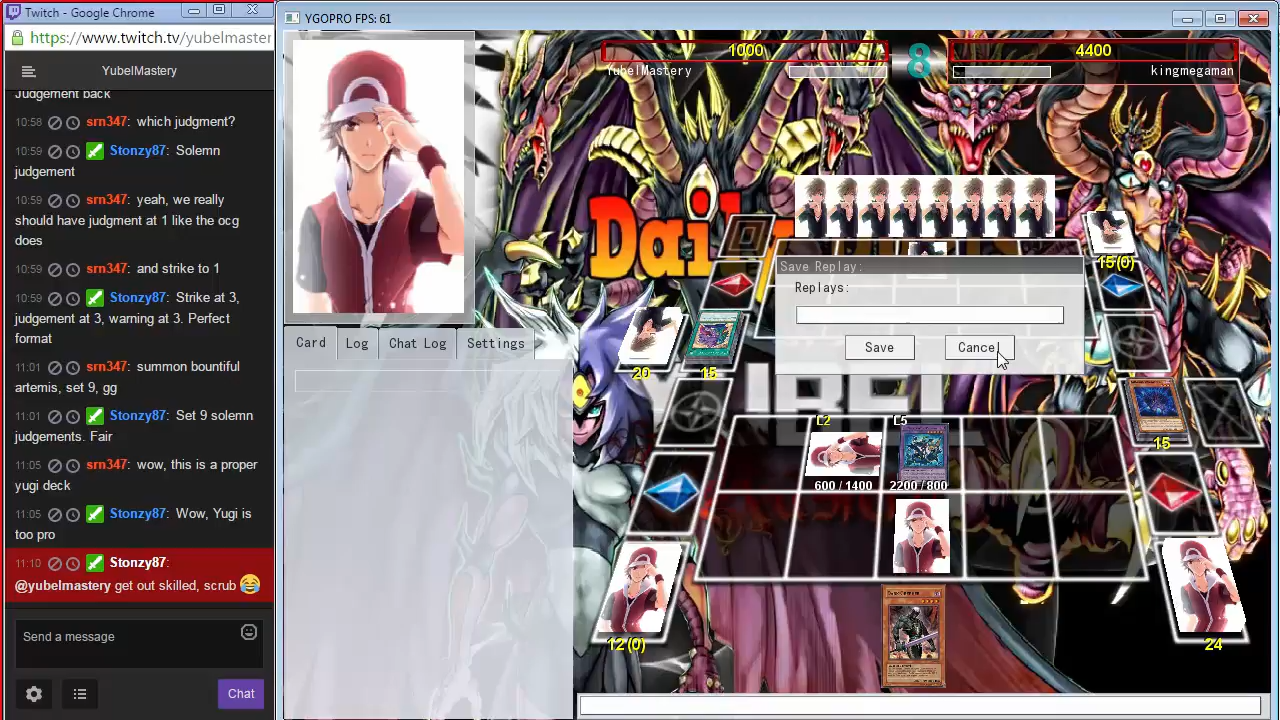 Twitch - Google Chrome
https://www.twitch.tv/yubelmaster
YubelMastery
Judgement back
10:58 srn347: which judgment?
10:59 Stonzy87: Solemn
judgement
10:59 srn347: yeah, we really
should have judgment at 1 like the ocg
does
10:59 srn347: and strike to 1
10:59 Stonzy87: Strike at 3,
judgement at 3, warning at 3. Perfect
format
11:01 srn347: summon bountiful
artemis, set 9, gg
11:01 Stonzy87: Set 9 solemn
judgements. Fair
11:05 srn347: wow, this is a proper
yugi deck
11:05 Stonzy87: Wow, Yugi is
too pro
11:10 Stonzy87:
@yubelmastery get out skilled, scrub 😂
Send a message
Chat
YGOPRO FPS: 61
Card
Log
Chat Log
Settings
1000
YubelMastery
8
4400
kingmegaman
15(0)
Save Replay:
Replays:
Save
Cancel
20
15
15
L2
L5
600 / 1400
2200 / 800
12(0)
24